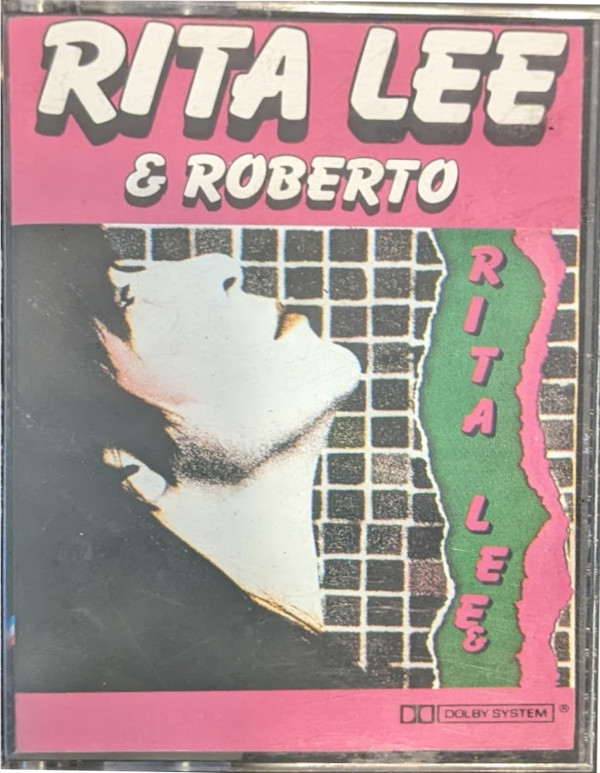 RITA LEE
& ROBERTO
RITA LEE &
DOLBY SYSTEM ®